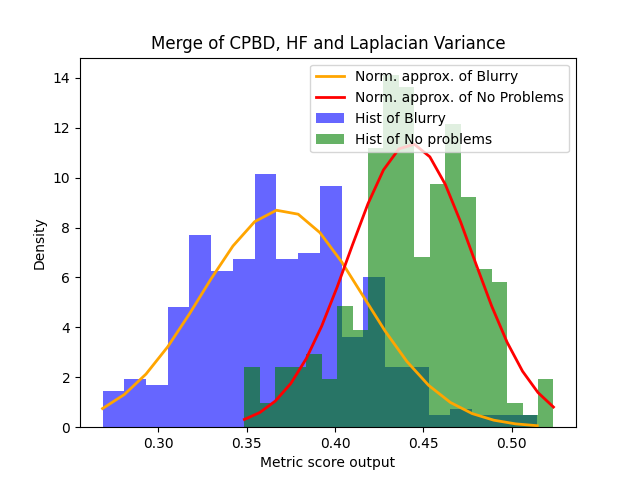 Merge of CPBD, HF and Laplacian Variance
Norm. approx. of Blurry
Norm. approx. of No Problems
Hist of Blurry
Hist of No problems
Density
14
12
10
8
6
4
2
0
0.30 0.35 0.40 0.45 0.50
Metric score output